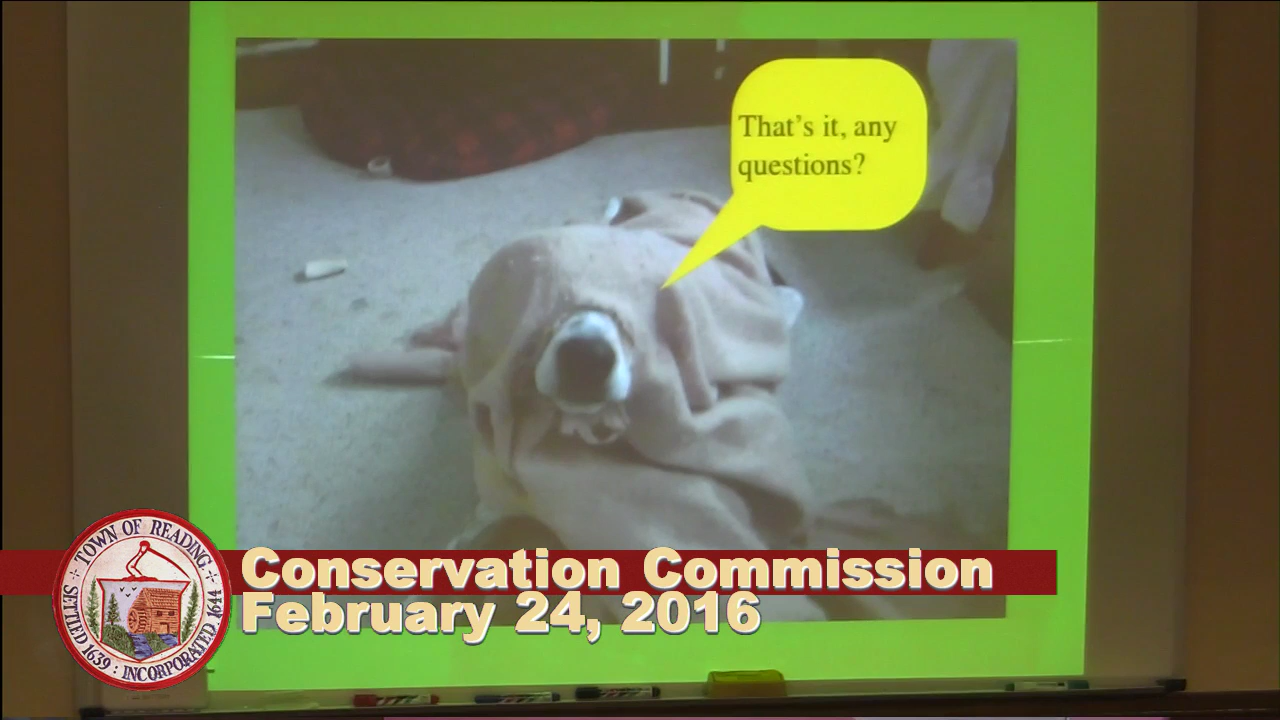 That's it, any
questions?
TOWN OF READING
SETTLED 1639 : INCORPORATED 1644
Conservation Commission
February 24, 2016